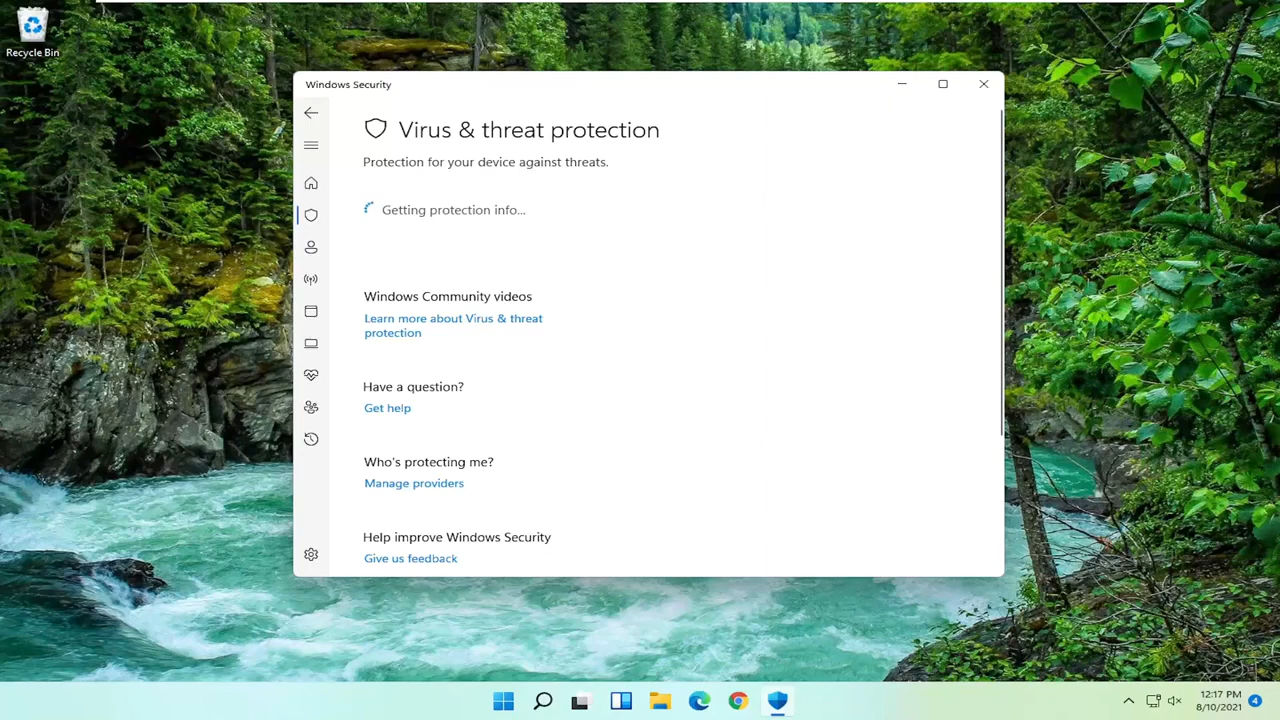 Recycle Bin
Windows Security
Virus & threat protection
Protection for your device against threats.
Getting protection info...
Windows Community videos
Learn more about Virus & threat
protection
Have a question?
Get help
Who's protecting me?
Manage providers
Help improve Windows Security
Give us feedback
12:17 PM
8/10/2021
4